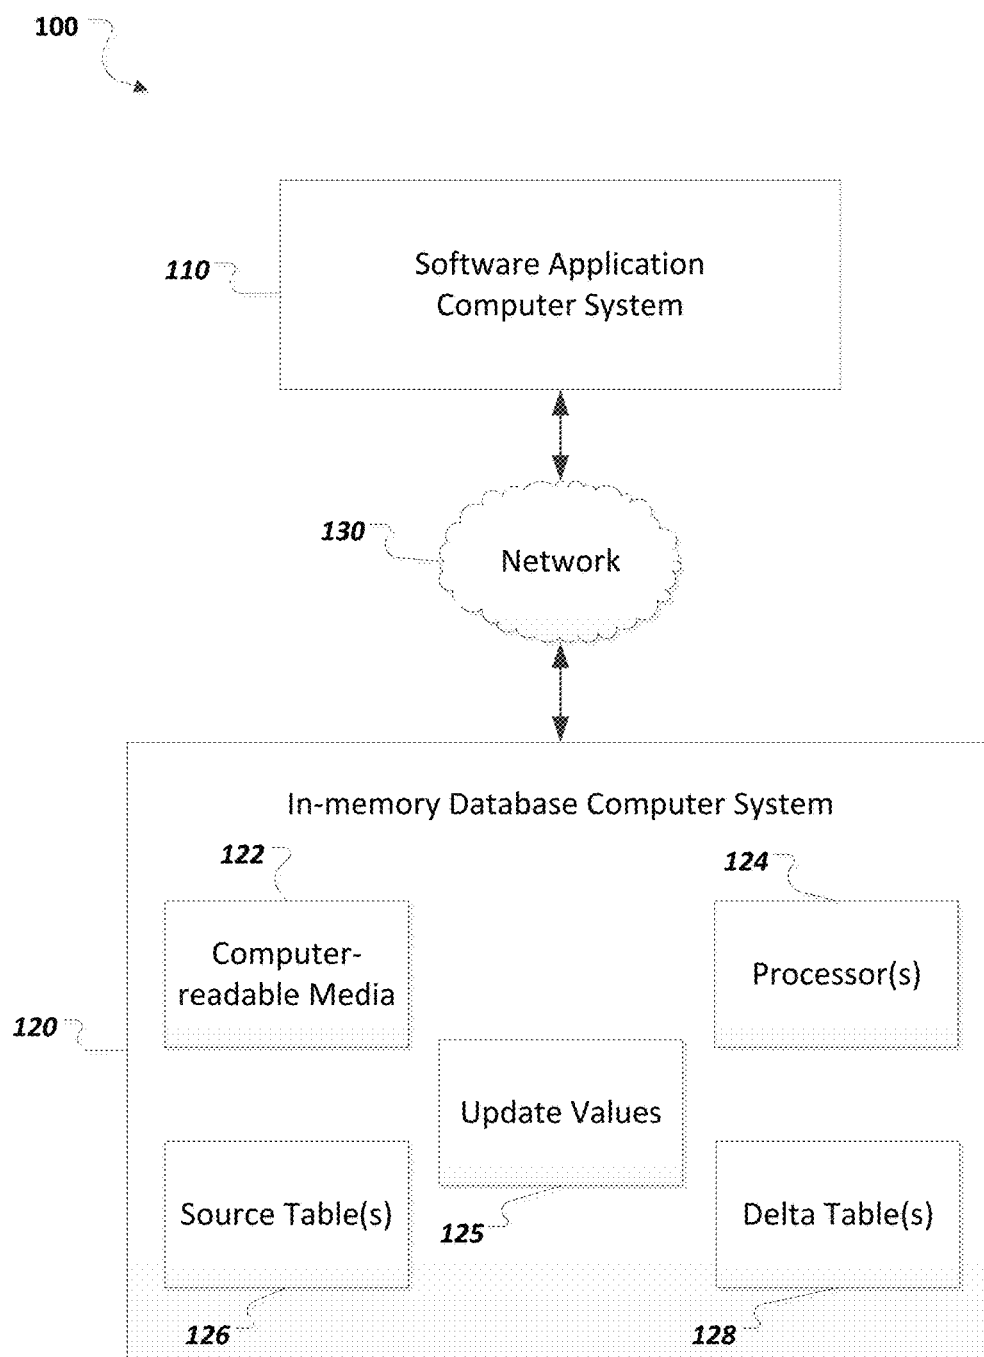 100
110
Software Application
Computer System
130
Network
In-memory Database Computer System
122
124
Computer-
readable Media
Processor(s)
120
Update Values
Source Table(s)
125
Delta Table(s)
126
128